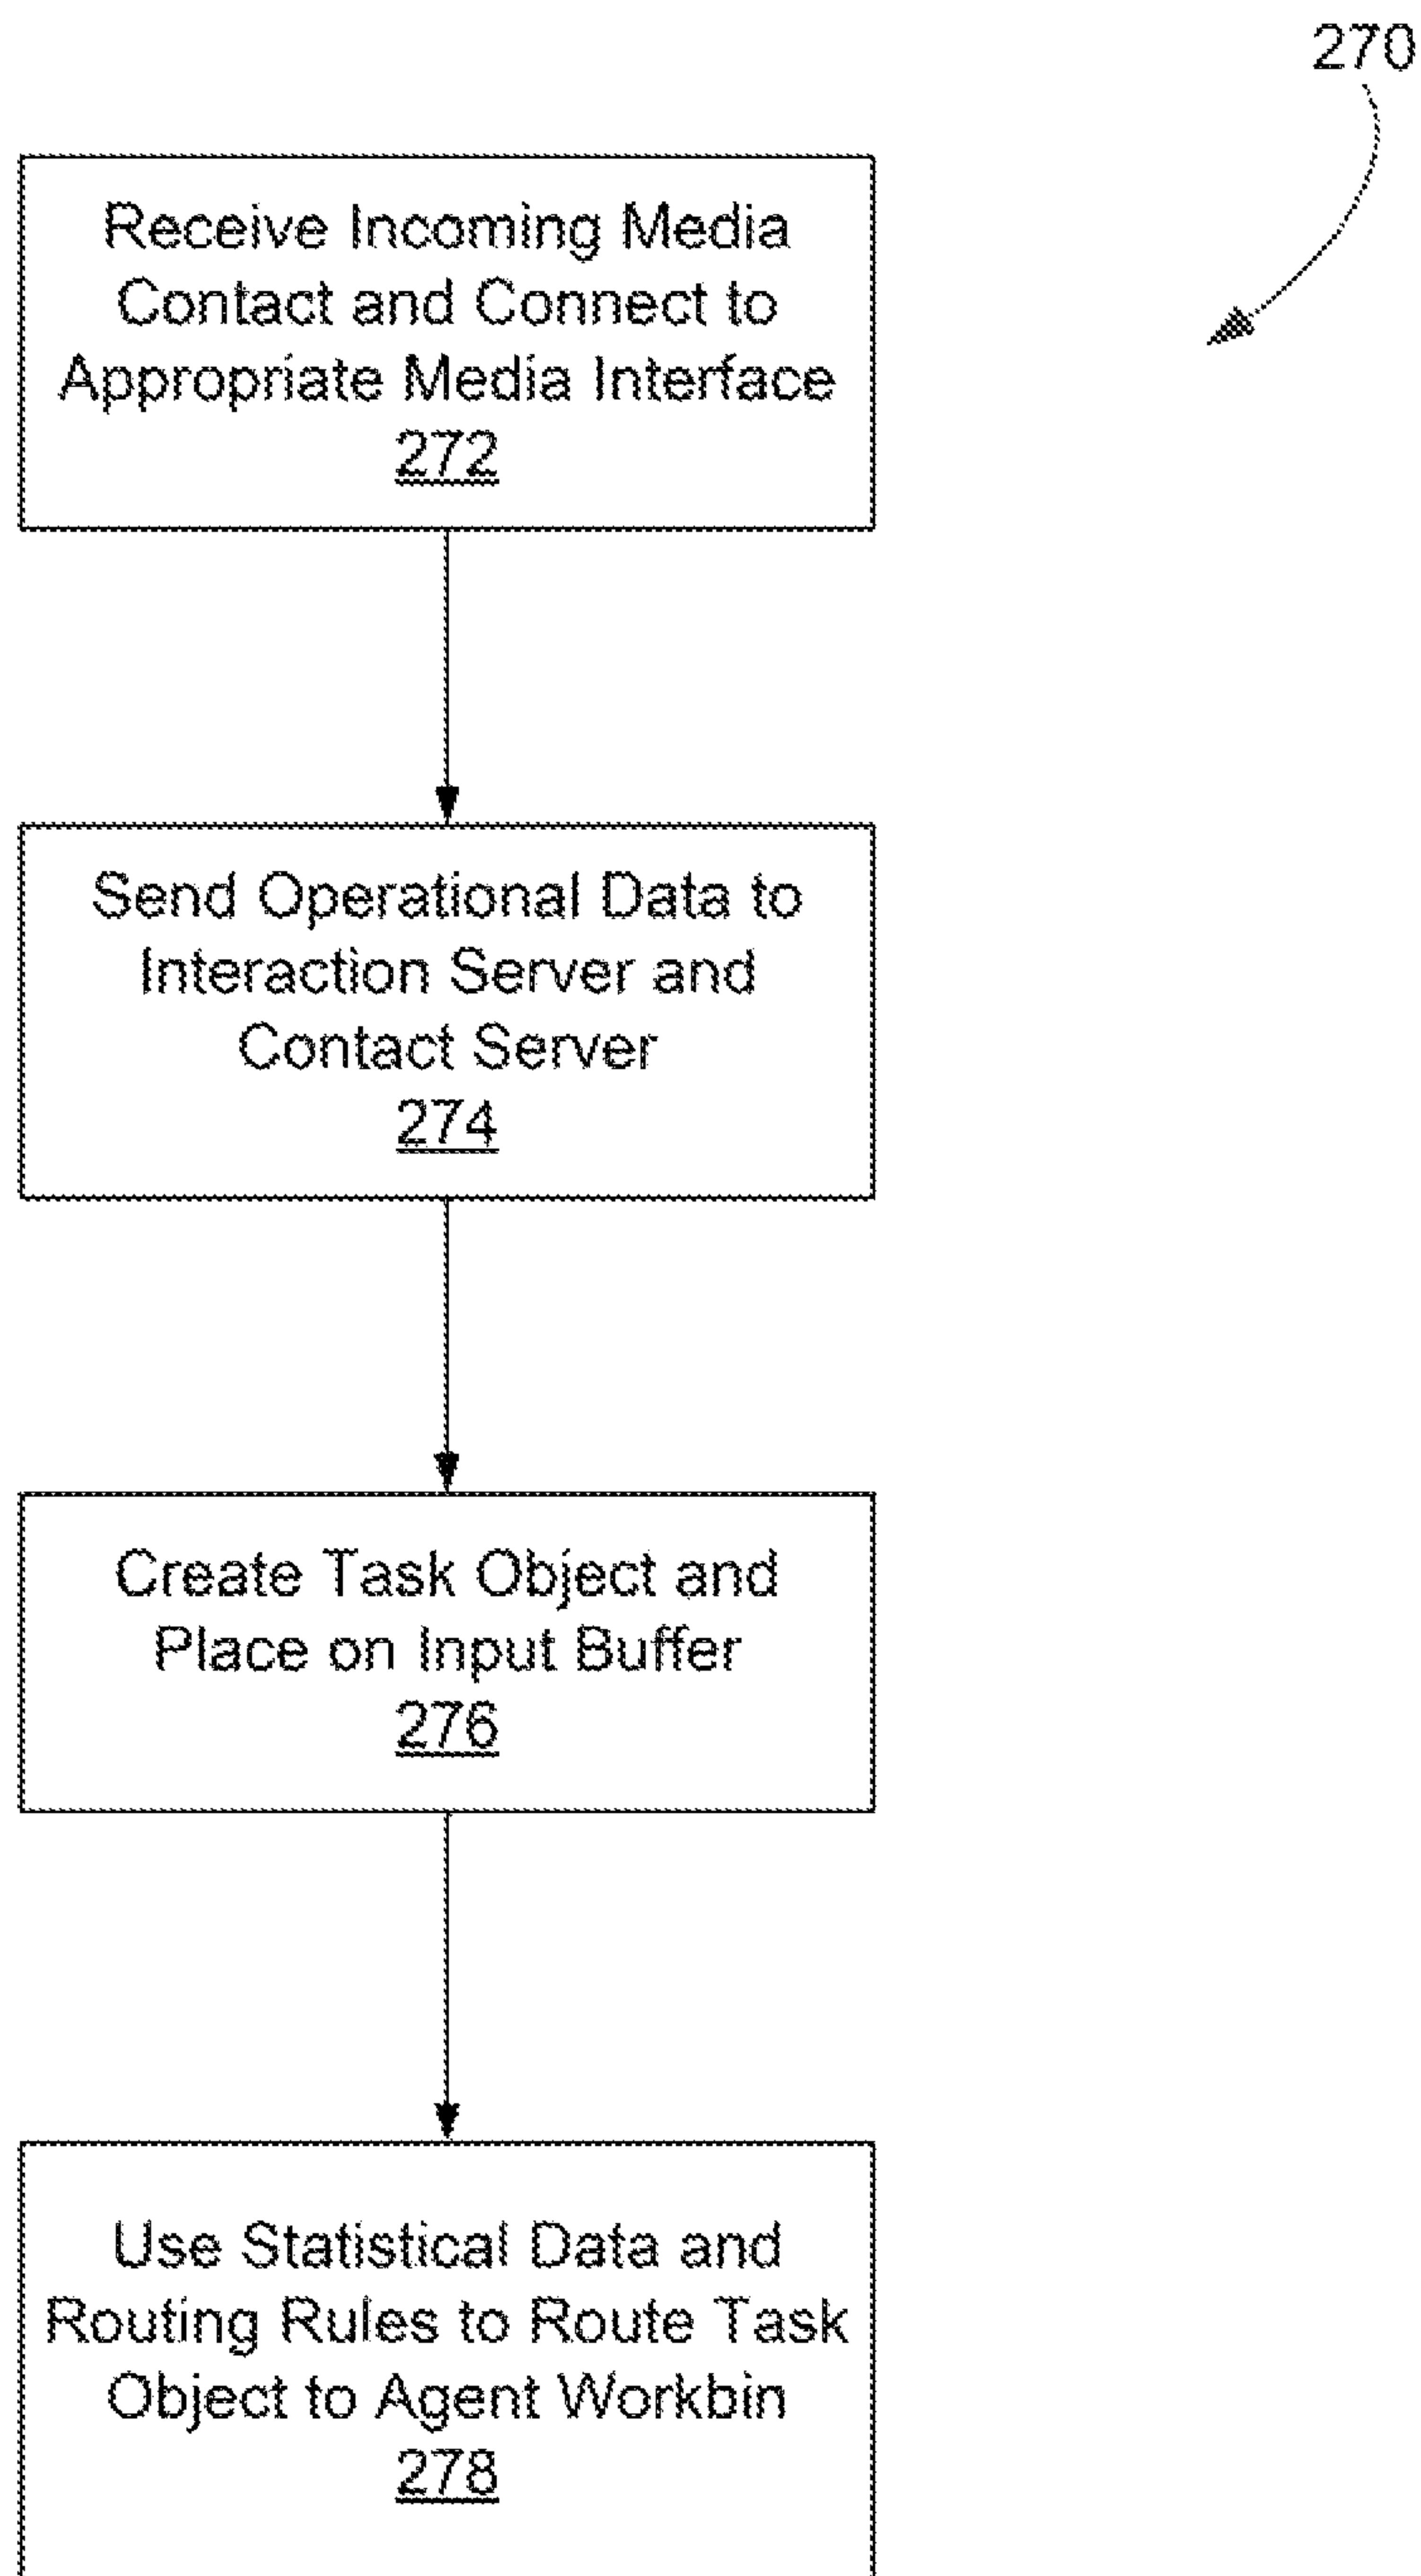 270
Receive Incoming Media
Contact and Connect to
Appropriate Media Interface
272
Send Operational Data to
Interaction Server and
Contact Server
274
Create Task Object and
Place on Input Buffer
276
Use Statistical Data and
Routing Rules to Route Task
Object to Agent Workbin
278